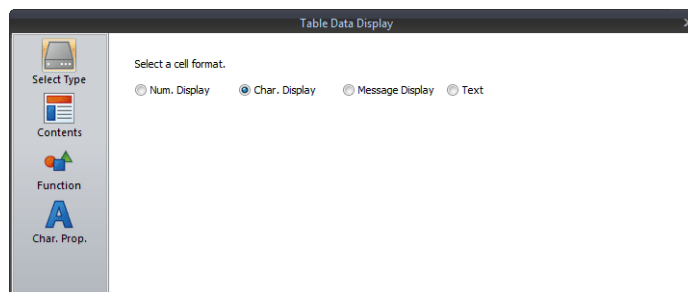 Table Data Display
Select Type
Contents
Function
Char. Prop.
Select a cell format.
Num. Display Char. Display Message Display Text